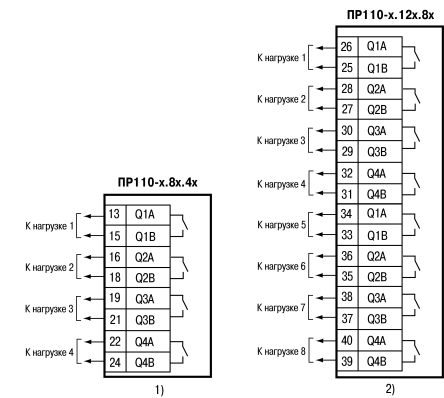 ПР110-х.8х.4х
К нагрузке 1
13 Q1A
15 Q1B
К нагрузке 2
16 Q2A
18 Q2B
К нагрузке 3
19 Q3A
21 Q3B
К нагрузке 4
22 Q4A
24 Q4B
1)
ПР110-х.12х.8х
К нагрузке 1
26 Q1A
25 Q1B
К нагрузке 2
28 Q2A
27 Q2B
К нагрузке 3
30 Q3A
29 Q3B
К нагрузке 4
32 Q4A
31 Q4B
К нагрузке 5
34 Q1A
33 Q1B
К нагрузке 6
36 Q2A
35 Q2B
К нагрузке 7
38 Q3A
37 Q3B
К нагрузке 8
40 Q4A
39 Q4B
2)